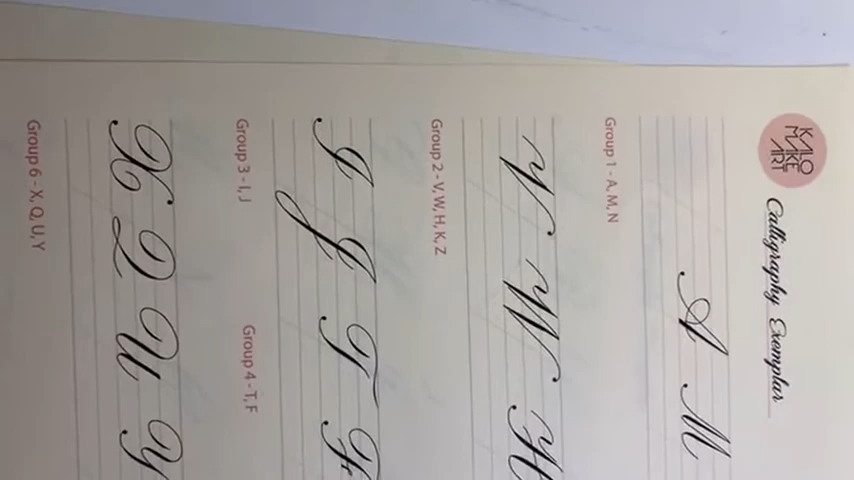 KALO
MAKE
ART
Calligraphy Exemplar
A M
Group 1 - A, M, N
V W H
Group 2 - V, W, H, K, Z
I J T F
Group 3 - I, J
Group 4 - T, F
X Q U Y
Group 6 - X, Q, U, Y